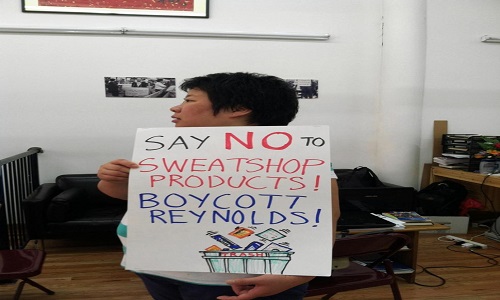 SAY NO TO
SWEATSHOP
PRODUCTS!
BOYCOTT
REYNOLDS!
TRASH!